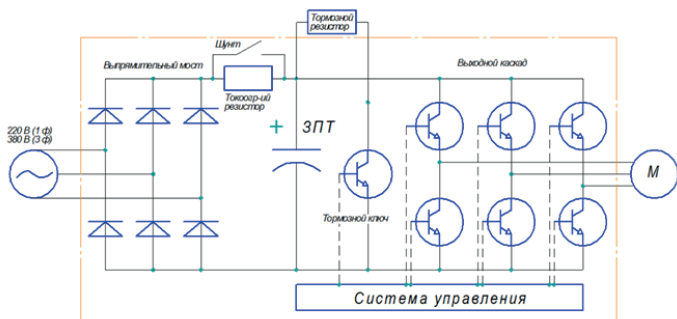 Тормозной
резистор
Шунт
Выпрямительный мост
Выходной каскад
Токоогр-ий
резистор
+ ЗПТ
220 В (1 ф)
380 В (3 ф)
М
Тормозной ключ
Система управления